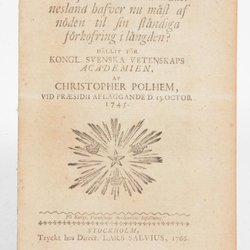 nesland hafver nu mäst af
nöden til sin ständiga
förkofring i längden?
HÅLLIT FÖR
KONGL. SVENSKA VETENSKAPS
ACADEMIEN,
AF
CHRISTOPHER POLHEM,
VID PRÆSIDII AFLÄGGANDE D. 15 OCTOB.
1745.
STOCKHOLM,
Tryckt hos Direct. LARS SALVIUS, 1766.